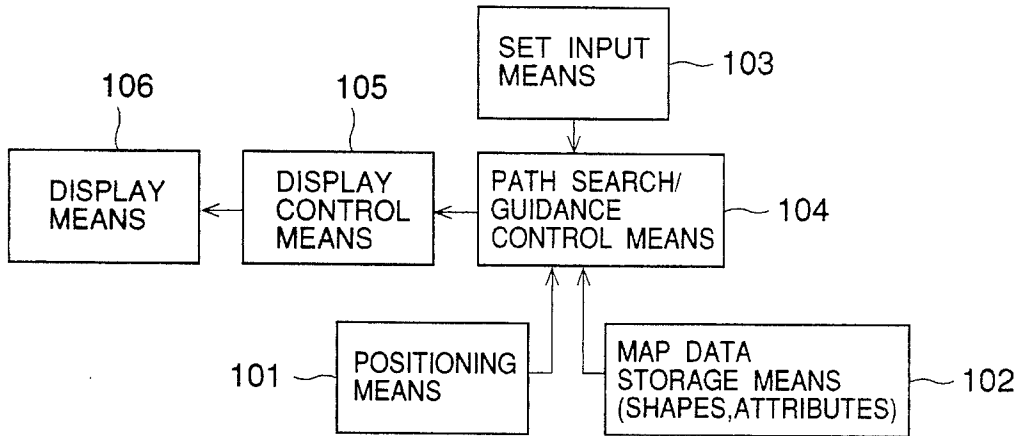 SET INPUT
MEANS
103
106
105
DISPLAY
MEANS
DISPLAY
CONTROL
MEANS
PATH SEARCH/
GUIDANCE
CONTROL MEANS
104
101
POSITIONING
MEANS
MAP DATA
STORAGE MEANS
(SHAPES,ATTRIBUTES)
102